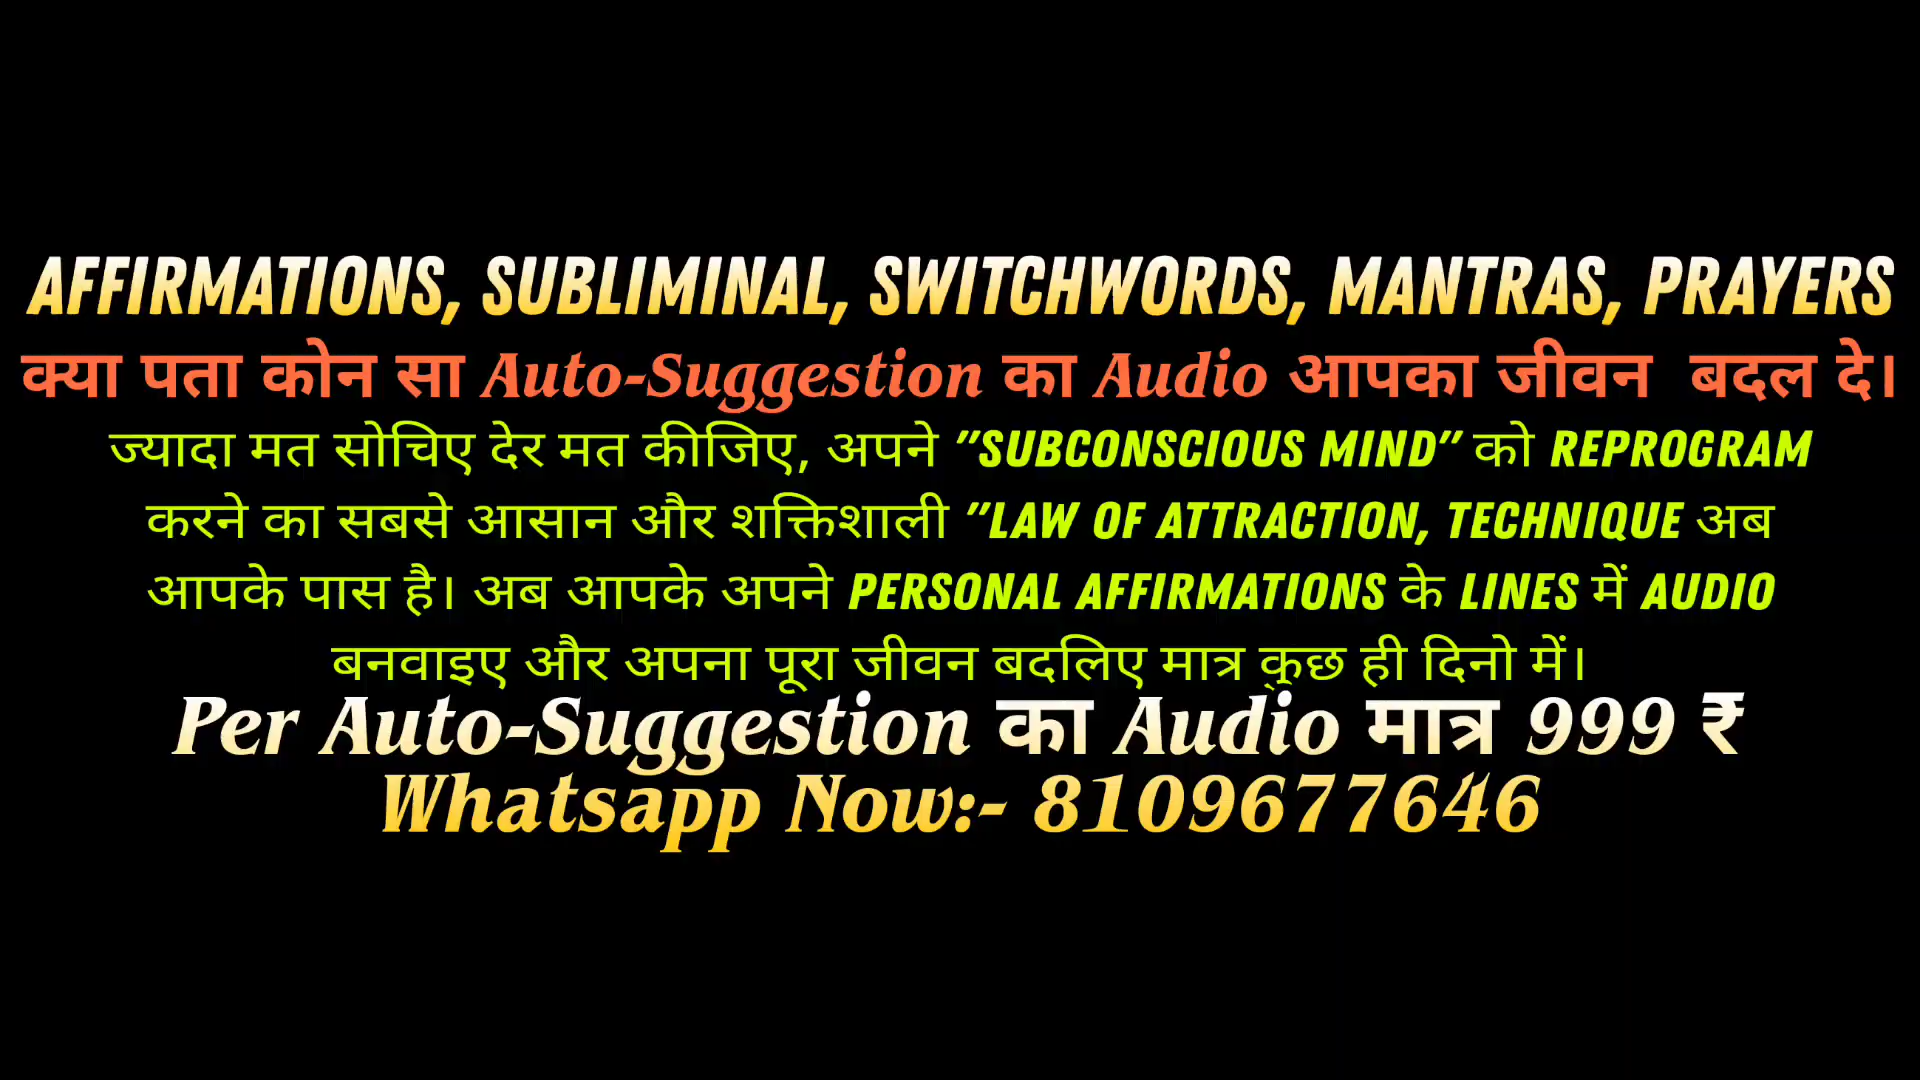 AFFIRMATIONS, SUBLIMINAL, SWITCHWORDS, MANTRAS, PRAYERS
क्या पता कोन सा Auto-Suggestion का Audio आपका जीवन बदल दे।
ज्यादा मत सोचिए देर मत कीजिए, अपने "SUBCONSCIOUS MIND" को REPROGRAM
करने का सबसे आसान और शक्तिशाली "LAW OF ATTRACTION, TECHNIQUE अब
आपके पास है। अब आपके अपने PERSONAL AFFIRMATIONS के LINES में AUDIO
बनवाइए और अपना पूरा जीवन बदलिए मात्र कुछ ही दिनो में।
Per Auto-Suggestion का Audio मात्र 999 ₹
Whatsapp Now:- 8109677646